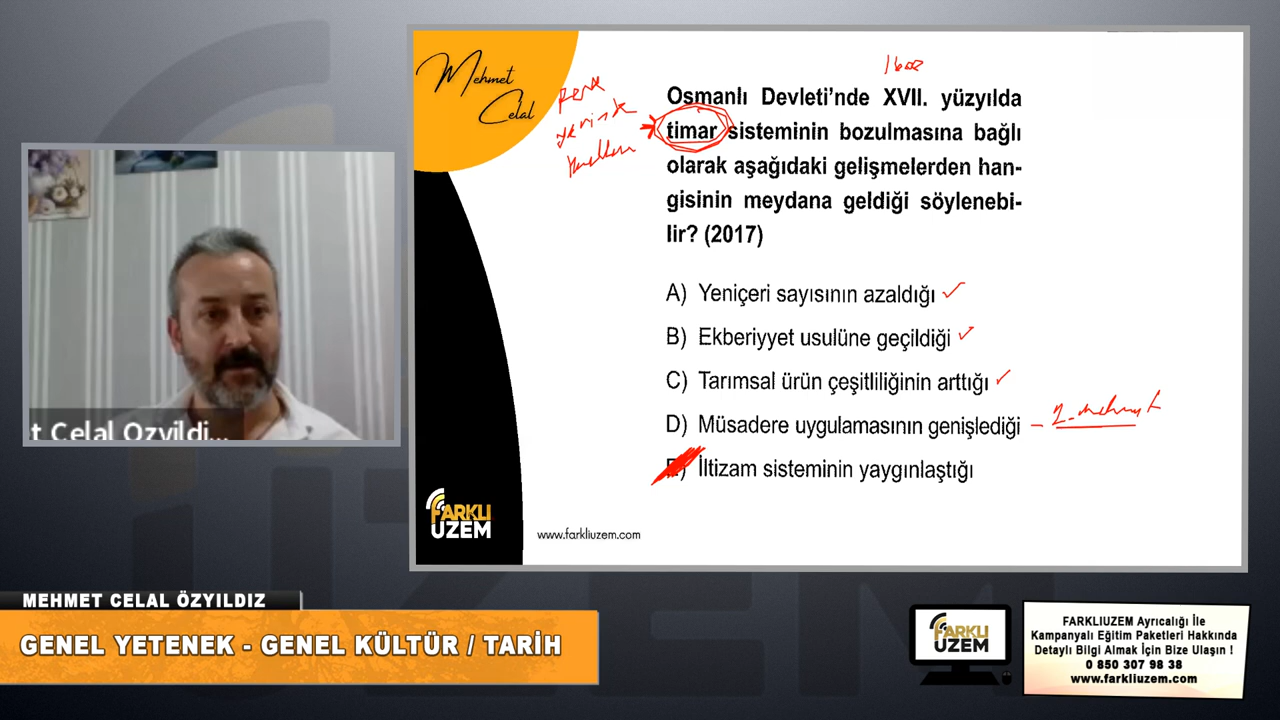 Mehmet
Celal
1600
Osmanlı Devleti'nde XVII. yüzyılda
timar sisteminin bozulmasına bağlı
olarak aşağıdaki gelişmelerden han-
gisinin meydana geldiği söylenebi-
lir? (2017)
A) Yeniçeri sayısının azaldığı
B) Ekberiyyet usulüne geçildiği
C) Tarımsal ürün çeşitliliğinin arttığı
D) Müsadere uygulamasının genişlediği – 2. mehmet
E) İltizam sisteminin yaygınlaştığı
t Celal Ozyildi...
FARKLI
UZEM
www.farkliuzem.com
MEHMET CELAL ÖZYILDIZ
GENEL YETENEK - GENEL KÜLTÜR / TARİH
FARKLI
UZEM
FARKLIUZEM Ayrıcalığı İle
Kampanyalı Eğitim Paketleri Hakkında
Detaylı Bilgi Almak İçin Bize Ulaşın !
0 850 307 98 38
www.farkliuzem.com